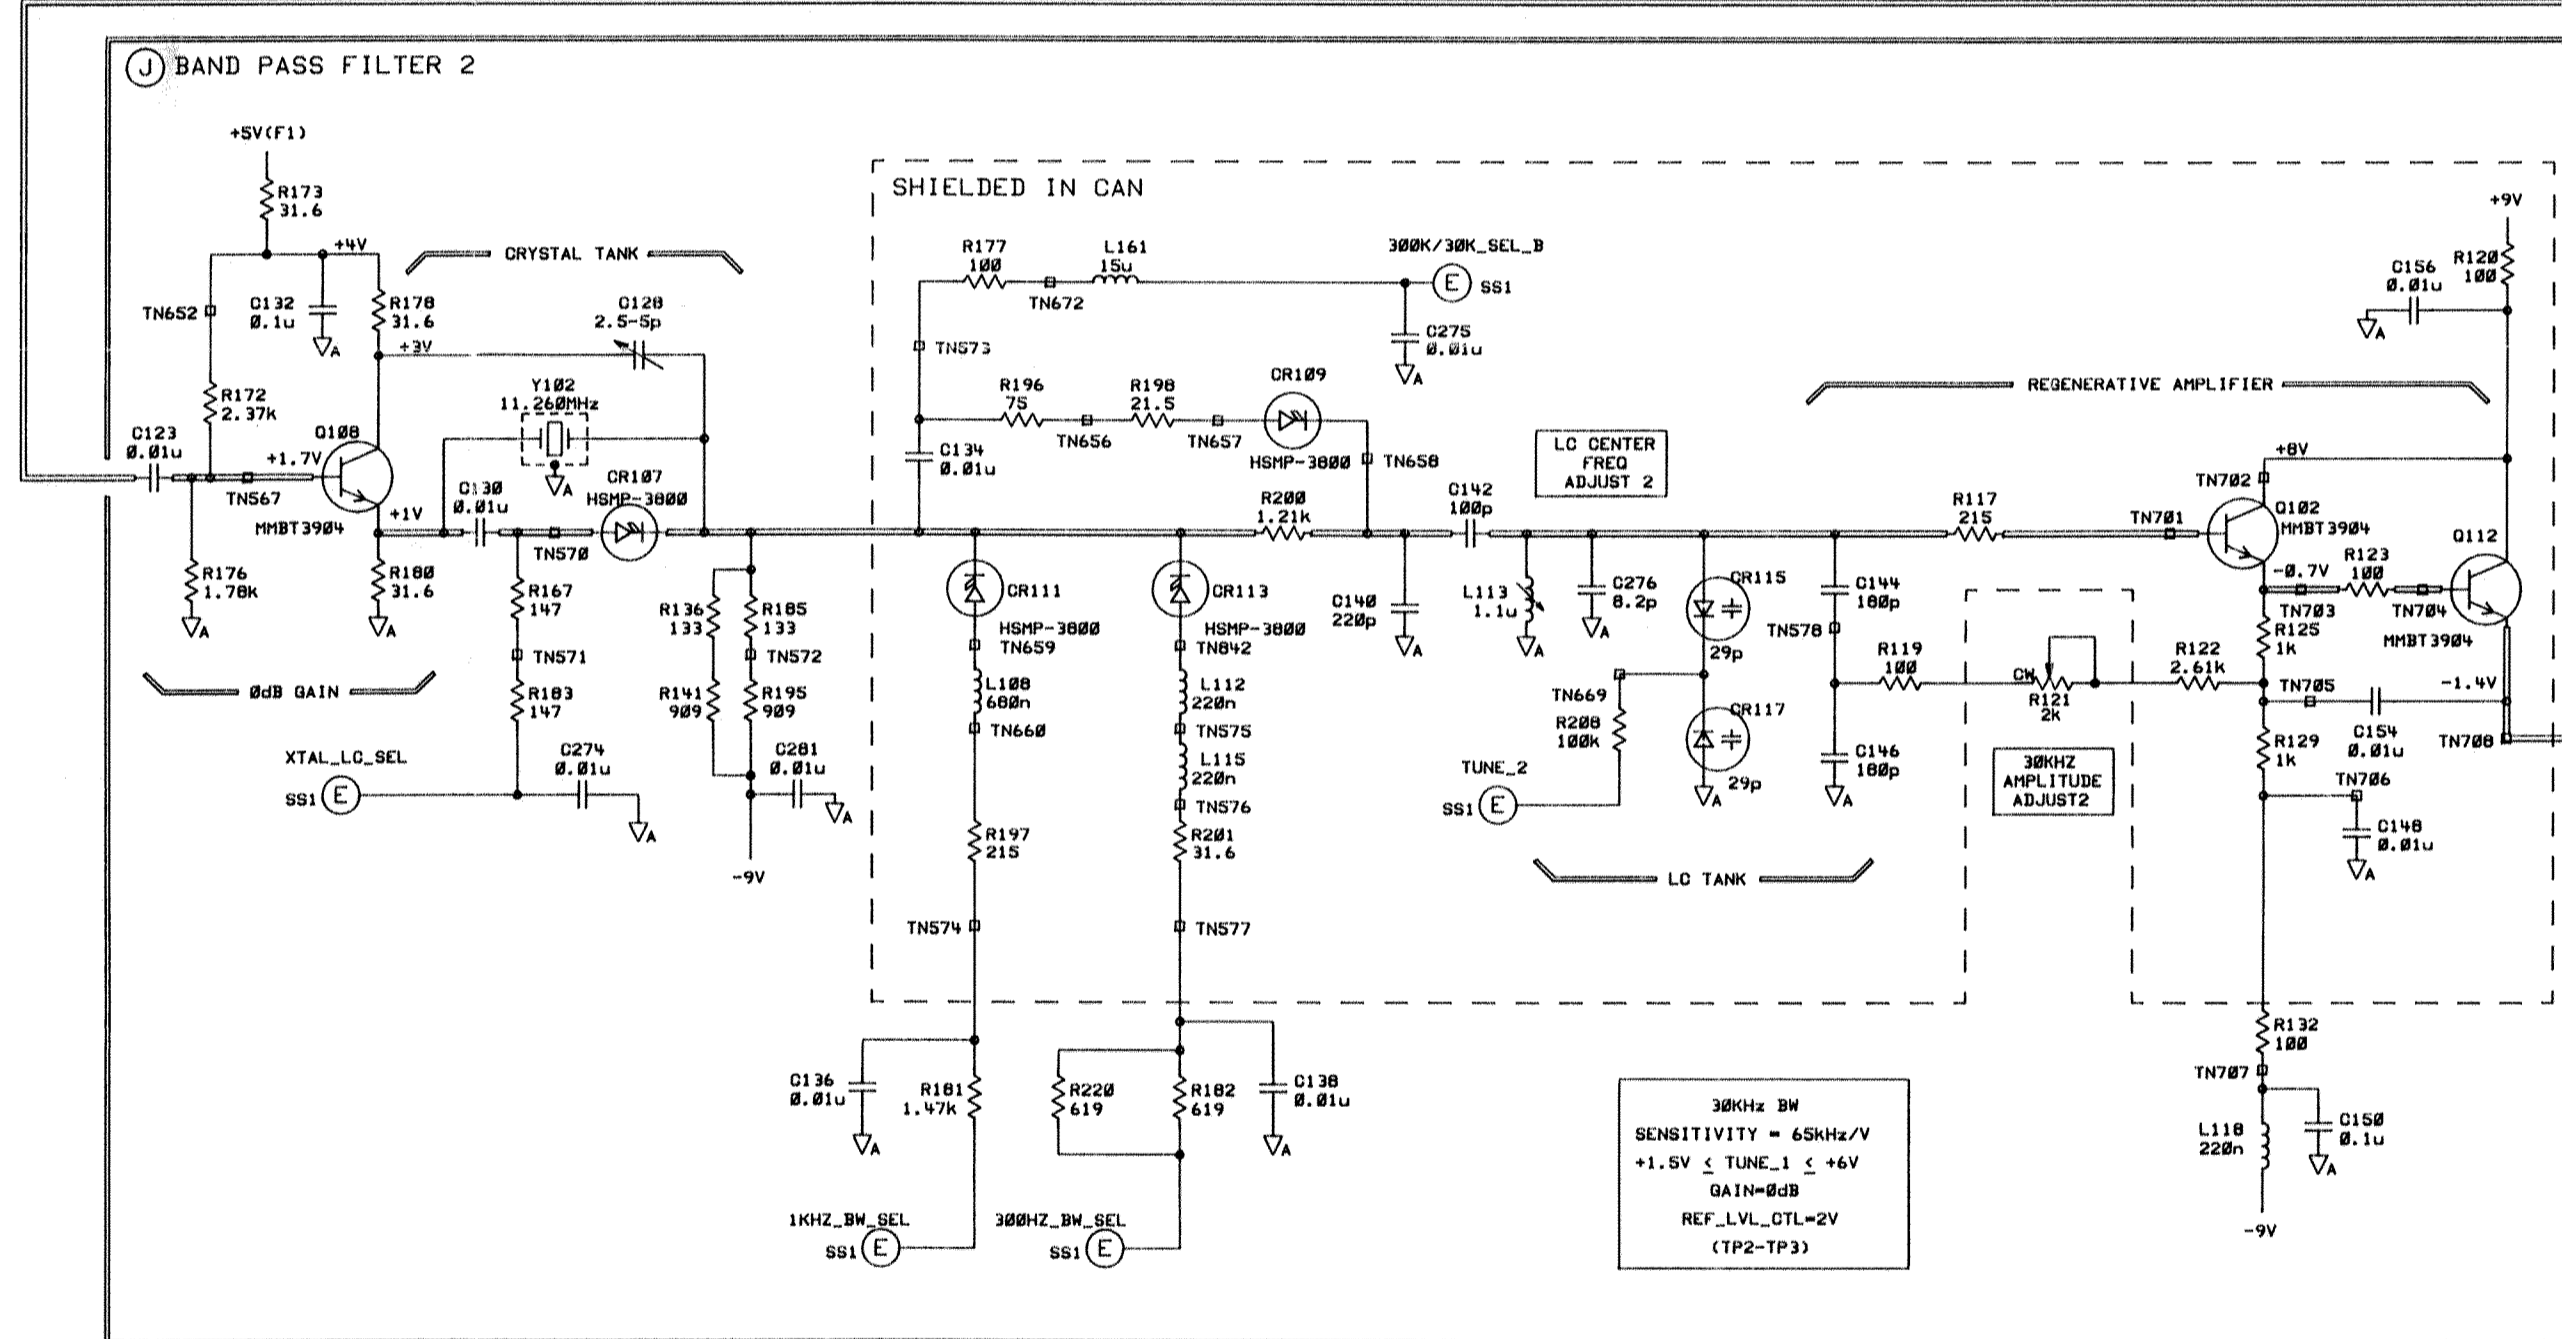 J BAND PASS FILTER 2
+5V(F1)
R173
31.6
+4V
CRYSTAL TANK
TN652
C132
0.1u
A
R178
31.6
+3V
C128
2.5-5p
Y102
11.260MHz
A
R172
2.37k
C123
0.01u
Q108
+1.7V
TN567
MMBT3904
+1V
C130
0.01u
CR107
HSMP-3800
TN570
R176
1.78k
A
R180
31.6
A
0dB GAIN
R167
147
TN571
R183
147
R136
133
R185
133
TN572
R141
909
R195
909
XTAL_LC_SEL
SS1 E
C274
0.01u
A
C281
0.01u
A
-9V
SHIELDED IN CAN
R177
100
TN672
L161
15u
300K/30K_SEL_B
E SS1
C275
0.01u
A
TN573
R196
75
TN656
R198
21.5
TN657
CR109
HSMP-3800
TN658
C134
0.01u
R200
1.21k
C142
100p
CR111
HSMP-3800
TN659
L108
680n
TN660
R197
215
TN574
CR113
HSMP-3800
TN842
L112
220n
TN575
L115
220n
TN576
R201
31.6
TN577
C140
220p
A
LC CENTER
FREQ
ADJUST 2
L113
1.1u
A
C276
8.2p
A
CR115
29p
TN669
R208
100k
CR117
29p
A
TUNE_2
SS1 E
C144
180p
TN578
C146
180p
A
LC TANK
R119
100
CW
R121
2k
30KHZ
AMPLITUDE
ADJUST2
R122
2.61k
REGENERATIVE AMPLIFIER
R117
215
TN701
+9V
R120
100
C156
0.01u
A
+8V
TN702
Q102
MMBT3904
-0.7V
R123
100
TN703
TN704
Q112
MMBT3904
R125
1k
TN705
-1.4V
C154
0.01u
TN708
R129
1k
TN706
C148
0.01u
A
R132
100
TN707
L118
220n
C150
0.1u
A
-9V
C136
0.01u
A
R181
1.47k
R220
619
R182
619
C138
0.01u
A
1KHZ_BW_SEL
SS1 E
300HZ_BW_SEL
SS1 E
30KHz BW
SENSITIVITY = 65kHz/V
+1.5V ≤ TUNE_1 ≤ +6V
GAIN=0dB
REF_LVL_CTL=2V
(TP2-TP3)